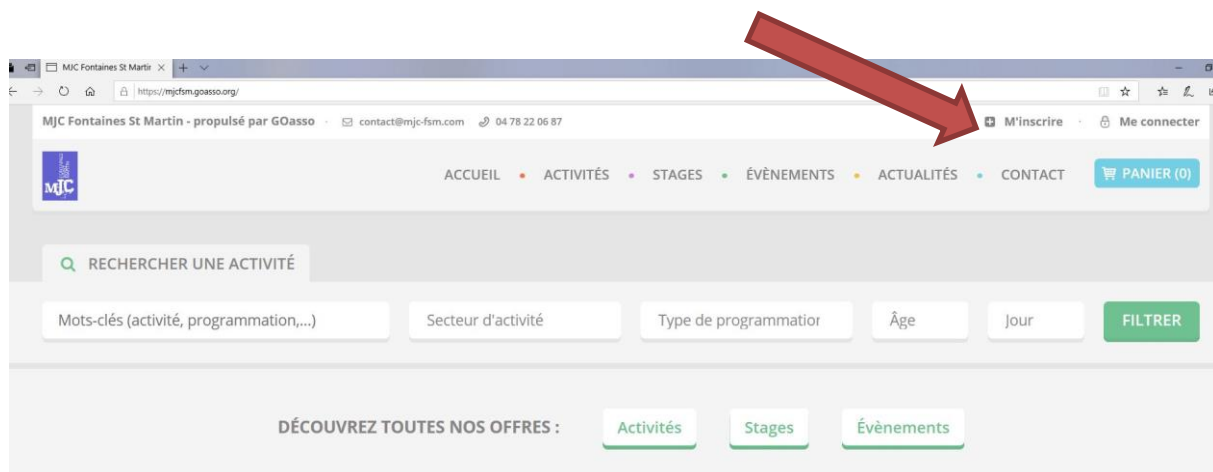 MJC Fontaines St Martin
https://mjcfsm.goasso.org/
MJC Fontaines St Martin - propulsé par GOasso · contact@mjc-fsm.com 04 78 22 06 87 M'inscrire · Me connecter
MJC ACCUEIL • ACTIVITÉS • STAGES • ÉVÈNEMENTS • ACTUALITÉS • CONTACT PANIER (0)
RECHERCHER UNE ACTIVITÉ
Mots-clés (activité, programmation,...) Secteur d'activité Type de programmation Âge Jour FILTRER
DÉCOUVREZ TOUTES NOS OFFRES : Activités Stages Évènements